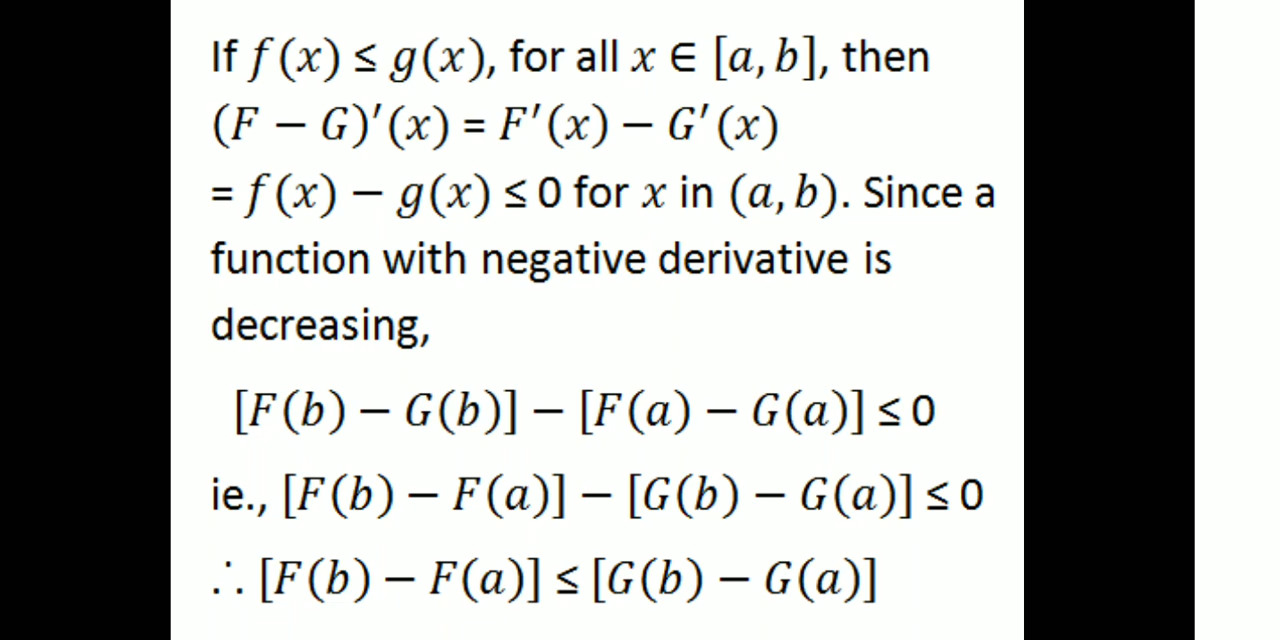 If f(x) ≤ g(x), for all x ∈ [a, b], then
(F − G)′(x) = F′(x) − G′(x)
= f(x) − g(x) ≤ 0 for x in (a, b). Since a
function with negative derivative is
decreasing,
[F(b) − G(b)] − [F(a) − G(a)] ≤ 0
ie., [F(b) − F(a)] − [G(b) − G(a)] ≤ 0
∴ [F(b) − F(a)] ≤ [G(b) − G(a)]